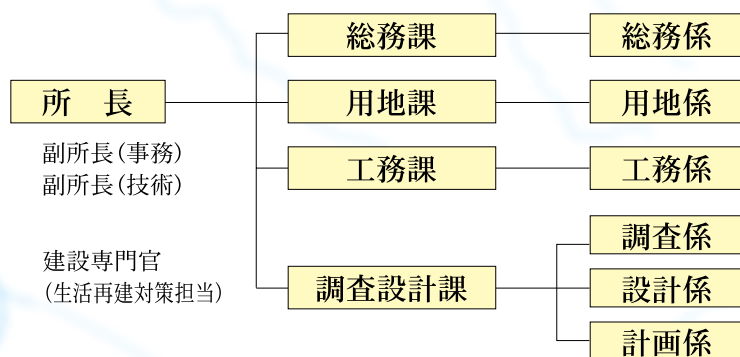 総務課
総務係
所　長
用地課
用地係
副所長（事務）
副所長（技術）
工務課
工務係
建設専門官
（生活再建対策担当）
調査設計課
調査係
設計係
計画係